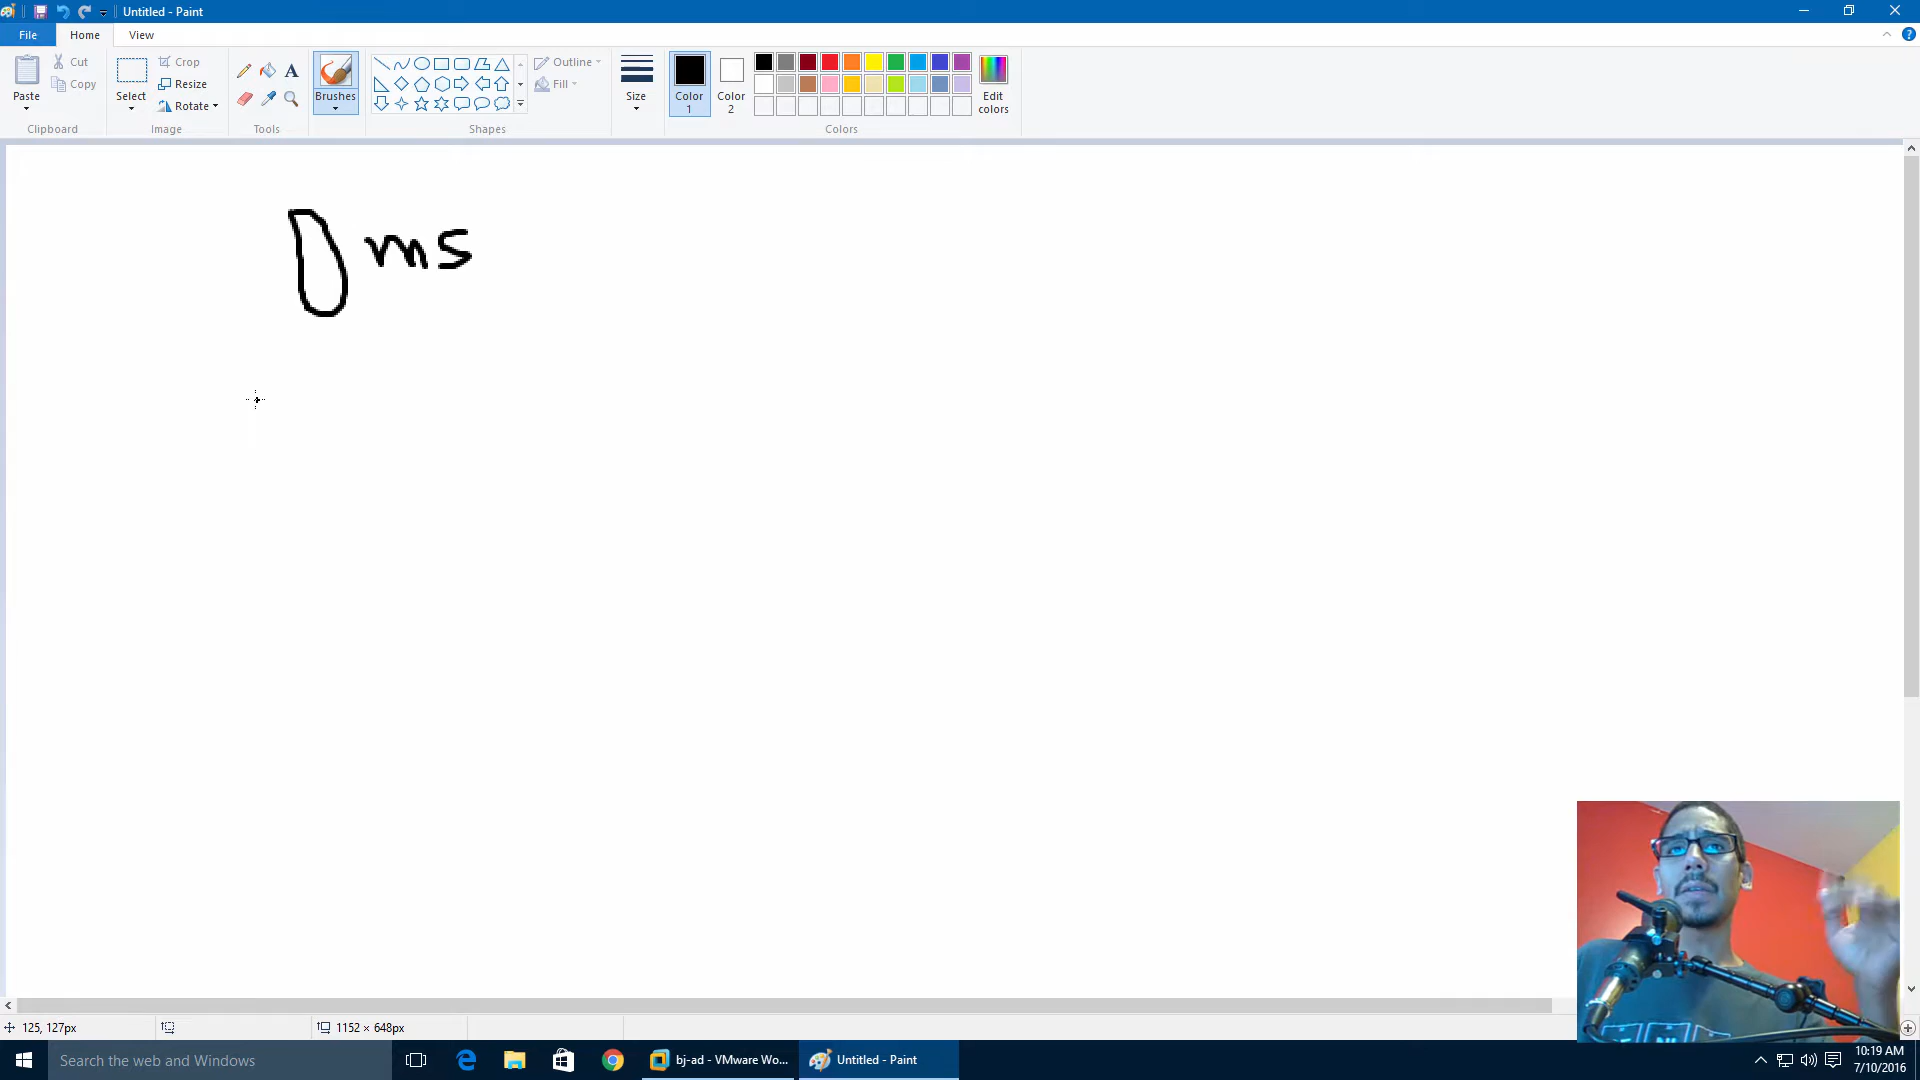 Untitled - Paint
File Home View
Paste
Cut
Copy
Clipboard
Select
Crop
Resize
Rotate
Image
A
Tools
Brushes
Shapes
Outline
Fill
Size
Color 1
Color 2
Edit colors
Colors
0 ms
125, 127px
1152 × 648px
Search the web and Windows
bj-ad - VMware Wo...
Untitled - Paint
10:19 AM
7/10/2016